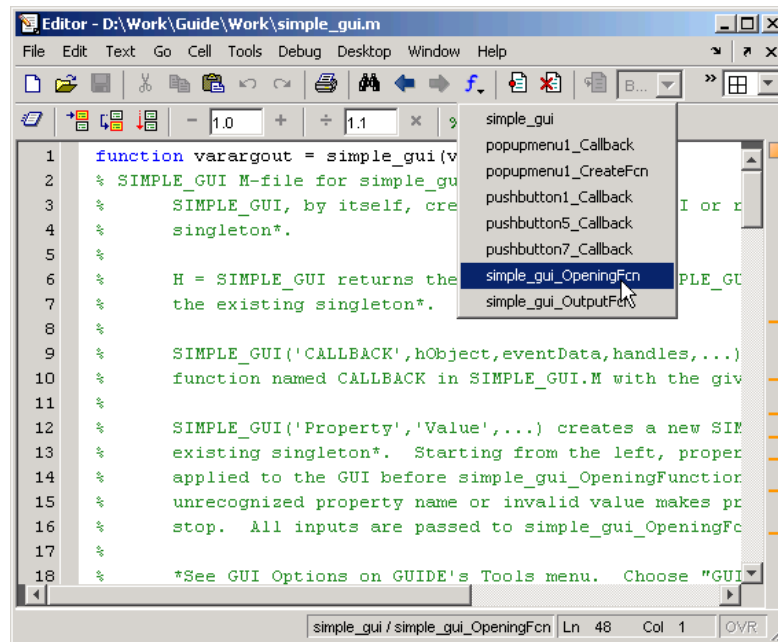 Editor - D:\Work\Guide\Work\simple_gui.m
File Edit Text Go Cell Tools Debug Desktop Window Help
B...
1.0
1.1
simple_gui
popupmenu1_Callback
popupmenu1_CreateFcn
pushbutton1_Callback
pushbutton5_Callback
pushbutton7_Callback
simple_gui_OpeningFcn
simple_gui_OutputFcn
1 function varargout = simple_gui(v
2 % SIMPLE_GUI M-file for simple_gu
3 % SIMPLE_GUI, by itself, cre I or r
4 % singleton*.
5 %
6 % H = SIMPLE_GUI returns the PLE_GU
7 % the existing singleton*.
8 %
9 % SIMPLE_GUI('CALLBACK',hObject,eventData,handles,...)
10 % function named CALLBACK in SIMPLE_GUI.M with the giv
11 %
12 % SIMPLE_GUI('Property','Value',...) creates a new SIM
13 % existing singleton*. Starting from the left, proper
14 % applied to the GUI before simple_gui_OpeningFunction
15 % unrecognized property name or invalid value makes pr
16 % stop. All inputs are passed to simple_gui_OpeningFc
17 %
18 % *See GUI Options on GUIDE's Tools menu. Choose "GUI
simple_gui / simple_gui_OpeningFcn Ln 48 Col 1 OVR